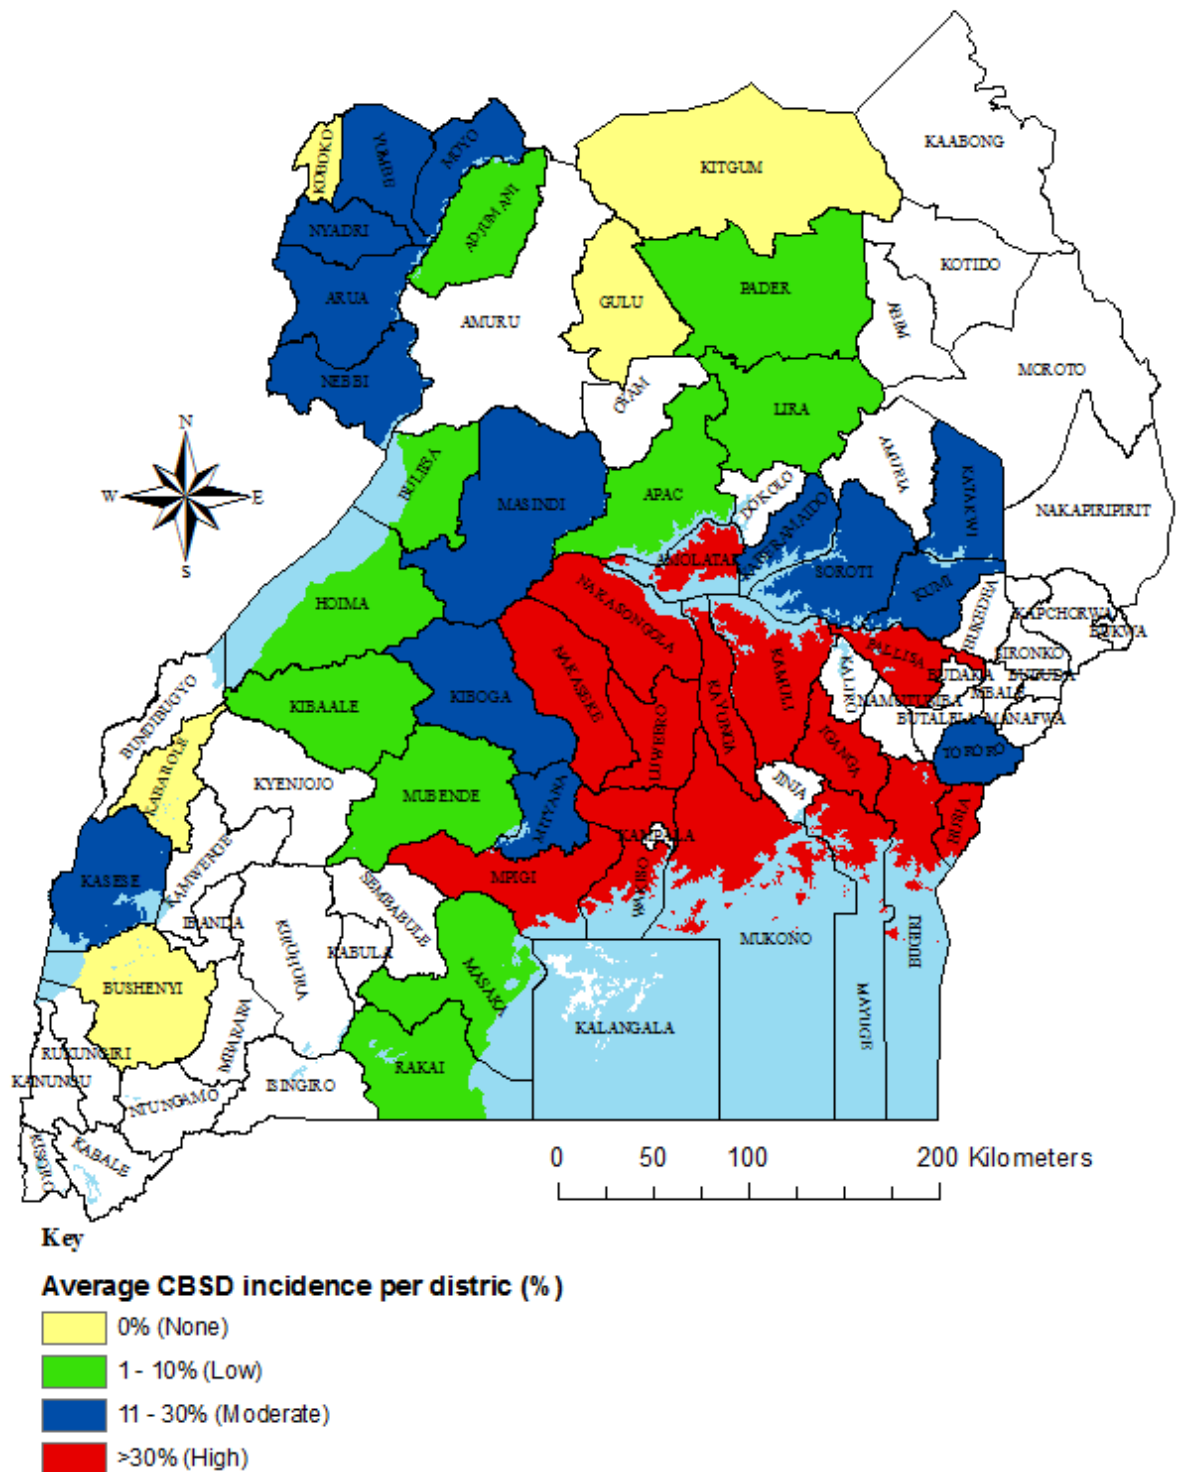 KAABONG
KITGUM
KOBOKO
YUMBE
MOYO
ADJUMANI
NYADRI
KOTIDO
ARUA
PADER
GULU
ABIM
AMURU
MOROTO
NEBBI
OYAM
LIRA
N
W
E
S
BULIISA
MASINDI
APAC
DOKOLO
AMURIA
KATAKWI
NAKAPIRIPIRIT
AMOLATAR
KABERAMAIDO
SOROTI
KUMI
BUKEDEA
HOIMA
NAKASONGOLA
KAPCHORWA
BUKWA
SIRONKO
PALLISA
BUDAKA
BUDUDA
MBALE
KIBOGA
NAKASEKE
KAYUNGA
KAMULI
KALIRO
NAMUTUMBA
BUTALEJA
MANAFWA
KIBAALE
BUNDIBUGYO
KABAROLE
LUWEERO
IGANGA
TORORO
KYENJOJO
MUBENDE
MITYANA
JINJA
BUSIA
KAMPALA
KASESE
KAMWENGE
MPIGI
WAKISO
SEMBABULE
IBANDA
KIRUHURA
KABULA
MUKONO
BUSHENYI
MASAKA
KALANGALA
MAYUGE
MBARARA
RUKUNGIRI
KANUNGU
RAKAI
ISINGIRO
NTUNGAMO
KABALE
KISORO
0 50 100 200 Kilometers
Key
Average CBSD incidence per distric (%)
0% (None)
1 - 10% (Low)
11 - 30% (Moderate)
>30% (High)